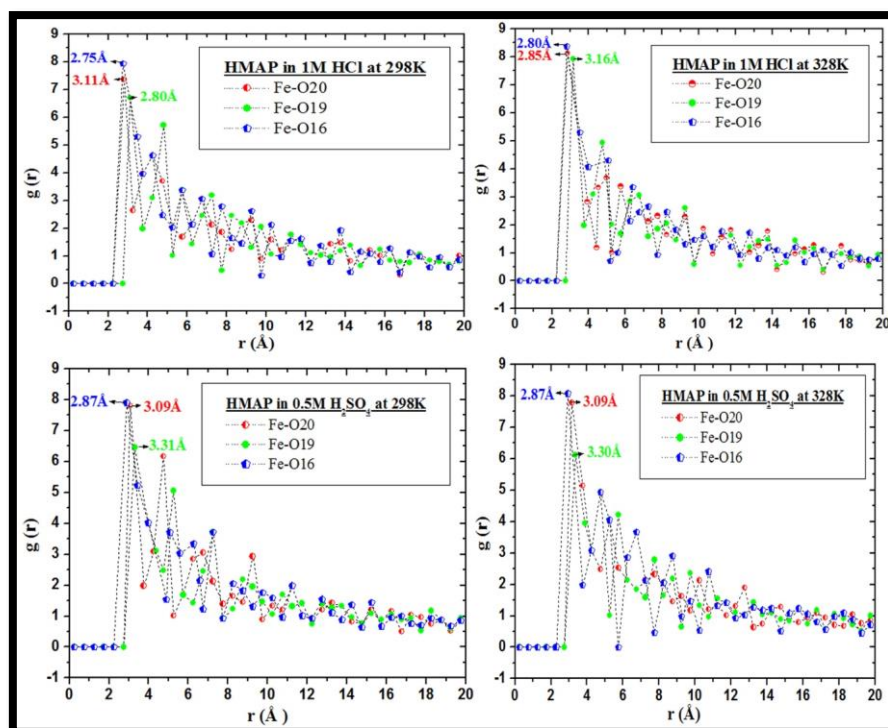 2.75Å
3.11Å
2.80Å
HMAP in 1M HCl at 298K
Fe-O20
Fe-O19
Fe-O16
g (r)
9
8
7
6
5
4
3
2
1
0
-1
0 2 4 6 8 10 12 14 16 18 20
r (Å)
2.80Å
2.85Å
3.16Å
HMAP in 1M HCl at 328K
Fe-O20
Fe-O19
Fe-O16
g (r)
9
8
7
6
5
4
3
2
1
0
-1
0 2 4 6 8 10 12 14 16 18 20
r (Å )
2.87Å
3.09Å
3.31Å
HMAP in 0.5M H₂SO₄ at 298K
Fe-O20
Fe-O19
Fe-O16
g (r)
9
8
7
6
5
4
3
2
1
0
-1
0 2 4 6 8 10 12 14 16 18 20
r (Å)
2.87Å
3.09Å
3.30Å
HMAP in 0.5M H₂SO₄ at 328K
Fe-O20
Fe-O19
Fe-O16
g (r)
9
8
7
6
5
4
3
2
1
0
-1
0 2 4 6 8 10 12 14 16 18 20
r (Å )